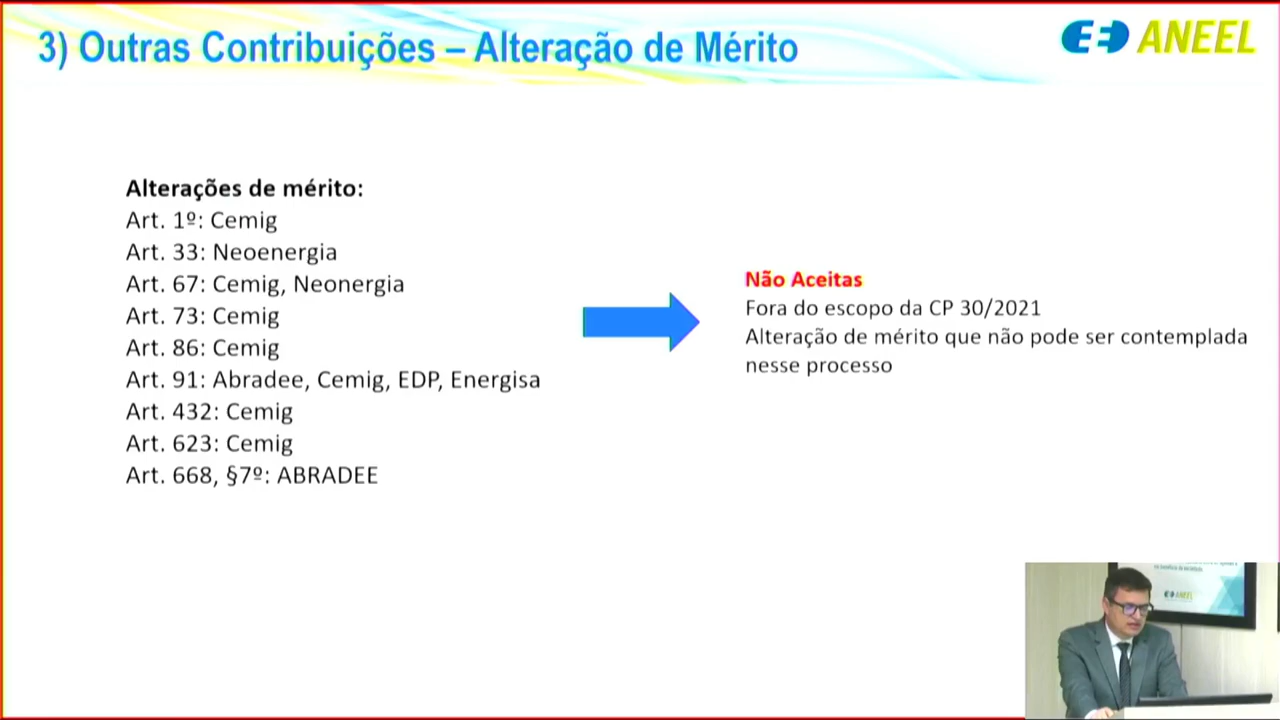 3) Outras Contribuições – Alteração de Mérito
ANEEL
Alterações de mérito:
Art. 1º: Cemig
Art. 33: Neoenergia
Art. 67: Cemig, Neonergia
Art. 73: Cemig
Art. 86: Cemig
Art. 91: Abradee, Cemig, EDP, Energisa
Art. 432: Cemig
Art. 623: Cemig
Art. 668, §7º: ABRADEE
Não Aceitas
Fora do escopo da CP 30/2021
Alteração de mérito que não pode ser contemplada
nesse processo
ANEEL